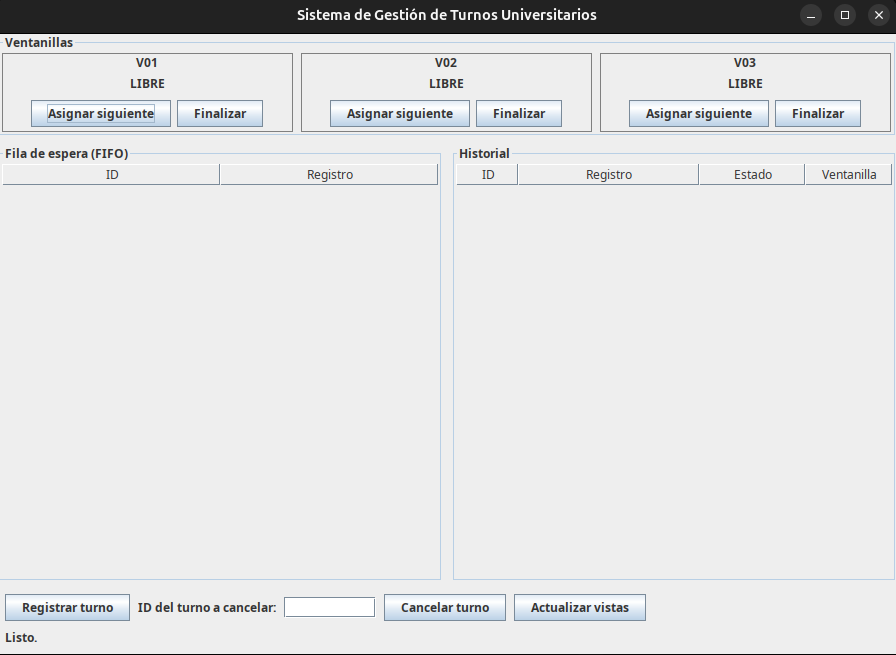 Sistema de Gestión de Turnos Universitarios
Ventanillas
V01 V02 V03
LIBRE LIBRE LIBRE
Asignar siguiente Finalizar Asignar siguiente Finalizar Asignar siguiente Finalizar
Fila de espera (FIFO) Historial
ID Registro ID Registro Estado Ventanilla
Registrar turno ID del turno a cancelar: Cancelar turno Actualizar vistas
Listo.